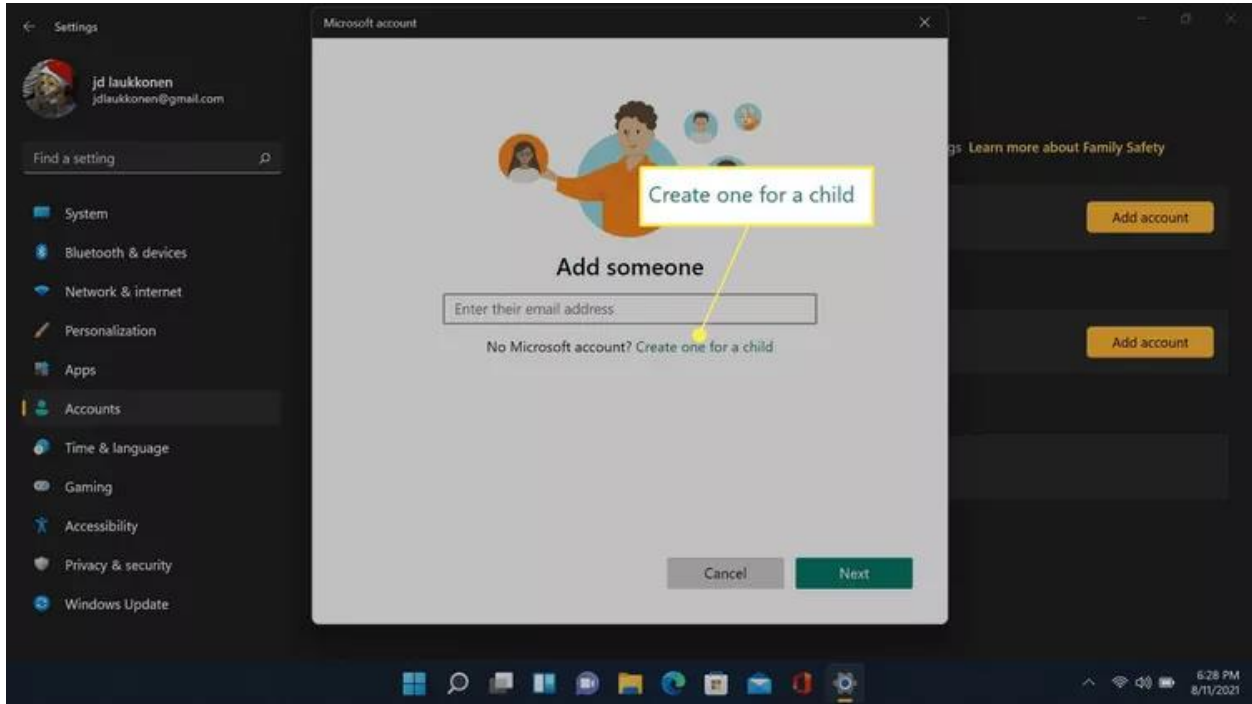 Settings
jd laukkonen
jdlaukkonen@gmail.com
Find a setting
System
Bluetooth & devices
Network & internet
Personalization
Apps
Accounts
Time & language
Gaming
Accessibility
Privacy & security
Windows Update
Microsoft account
Create one for a child
Add someone
Enter their email address
No Microsoft account? Create one for a child
Cancel
Next
Learn more about Family Safety
Add account
Add account
6:28 PM
8/11/2021